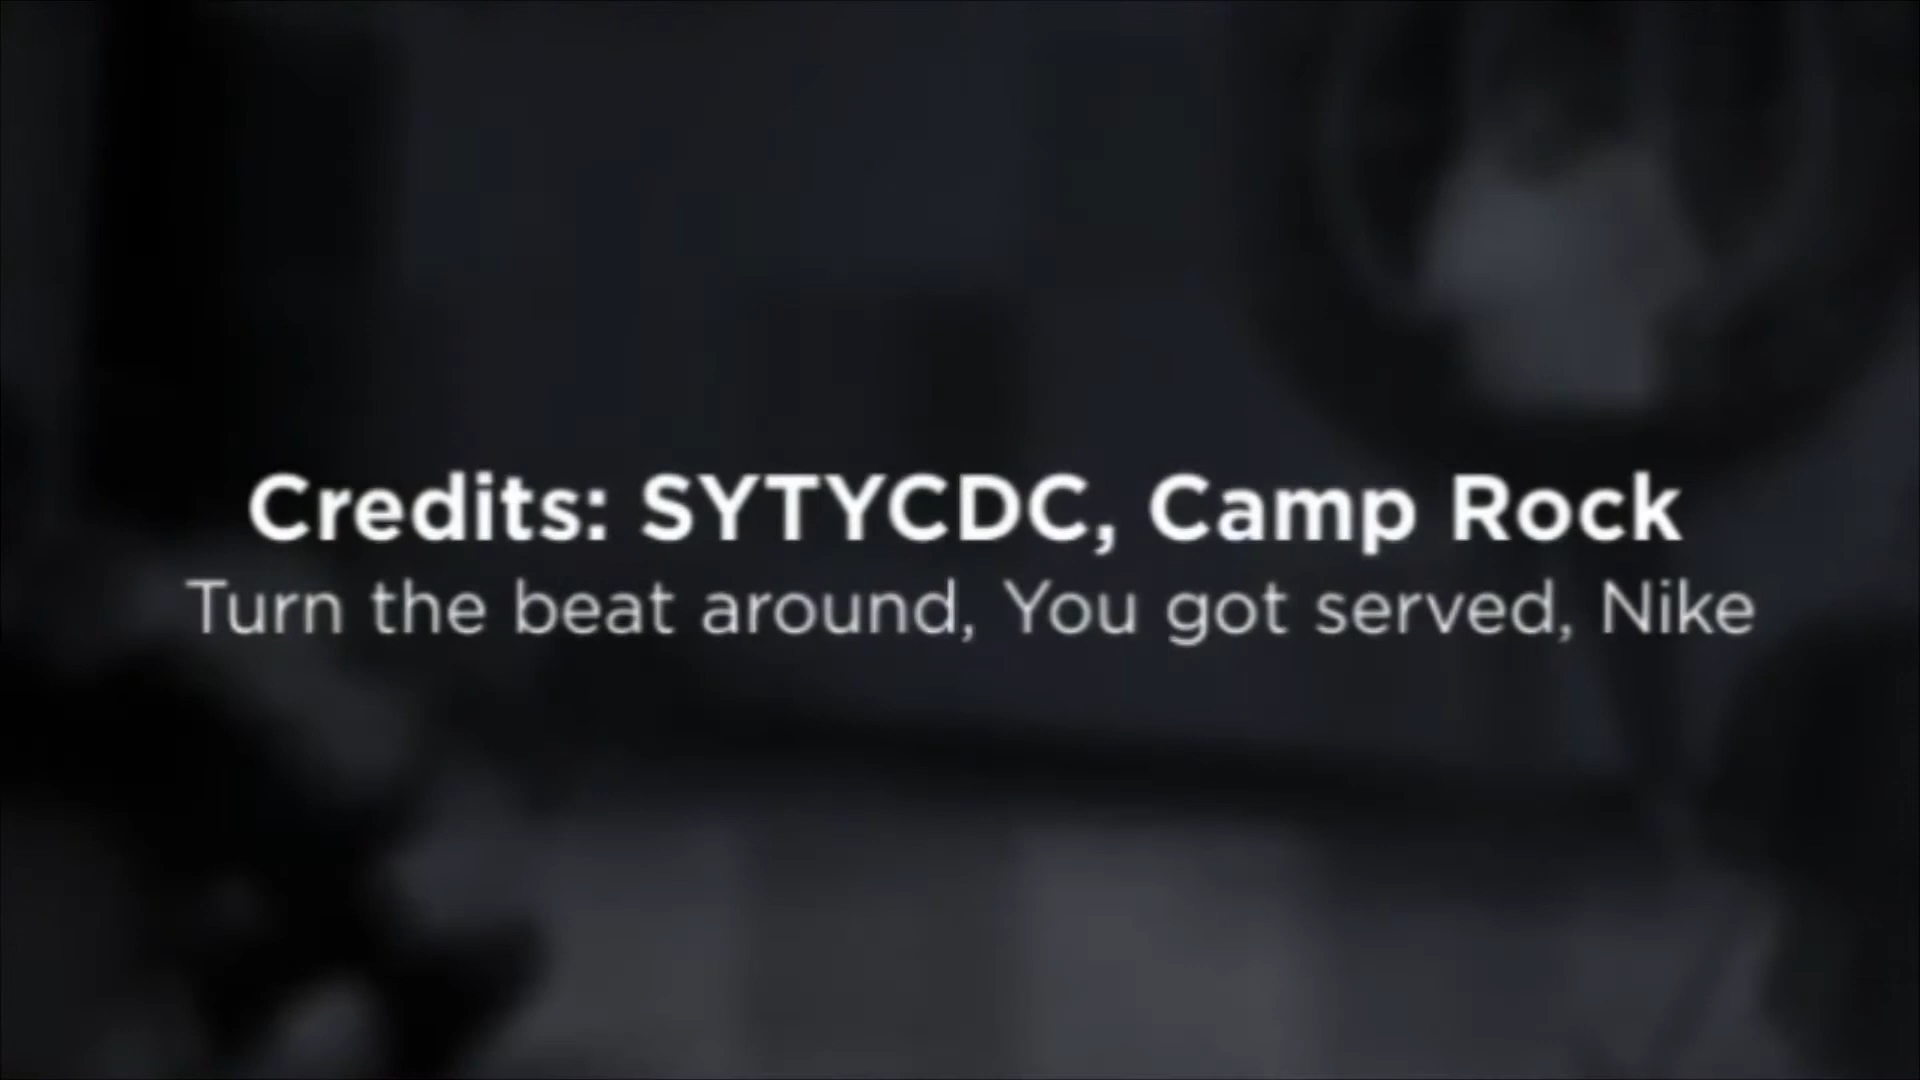 Credits: SYTYCDC, Camp Rock
Turn the beat around, You got served, Nike